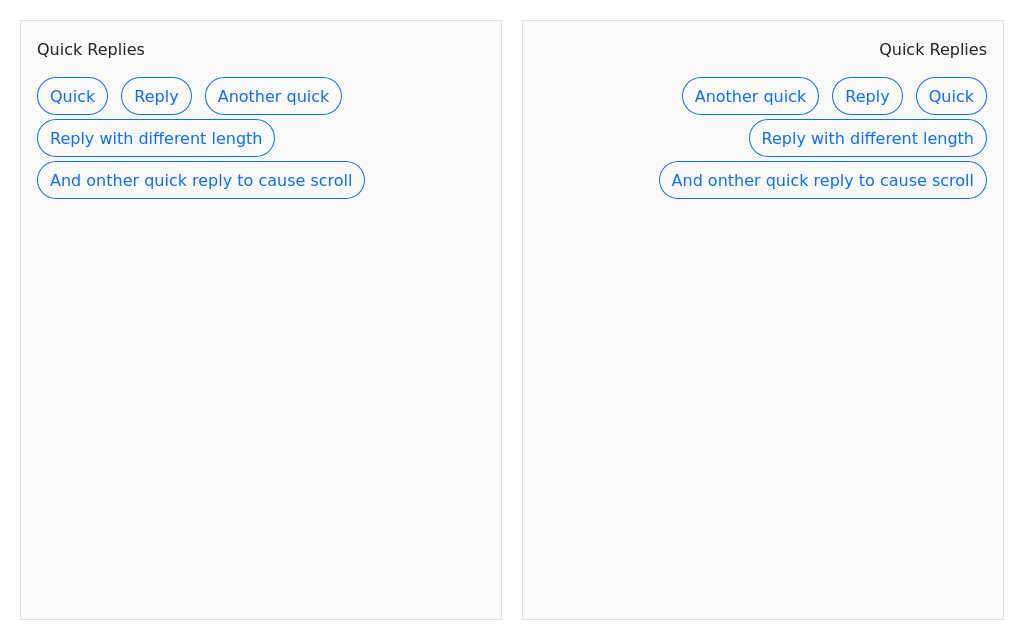 Quick Replies
Quick Reply Another quick
Reply with different length
And onther quick reply to cause scroll
Quick Replies
Another quick Reply Quick
Reply with different length
And onther quick reply to cause scroll